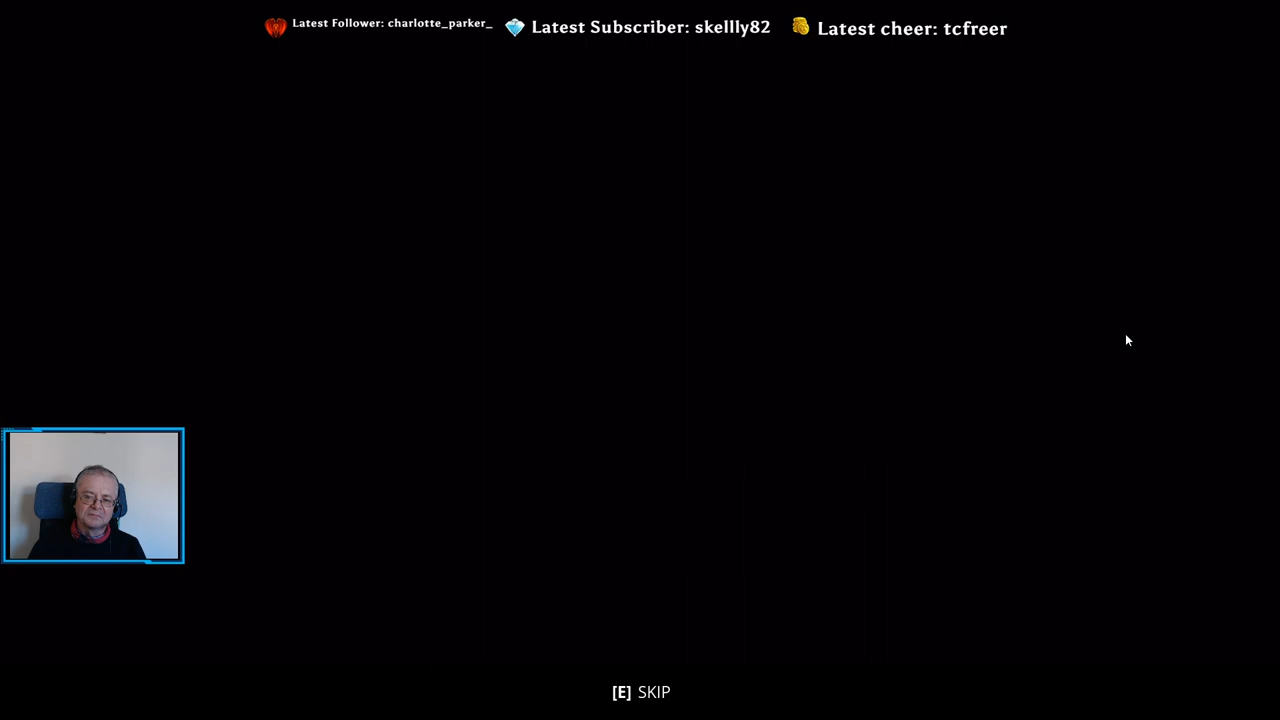 Latest Follower: charlotte_parker_
Latest Subscriber: skellly82
Latest cheer: tcfreer
[E] SKIP